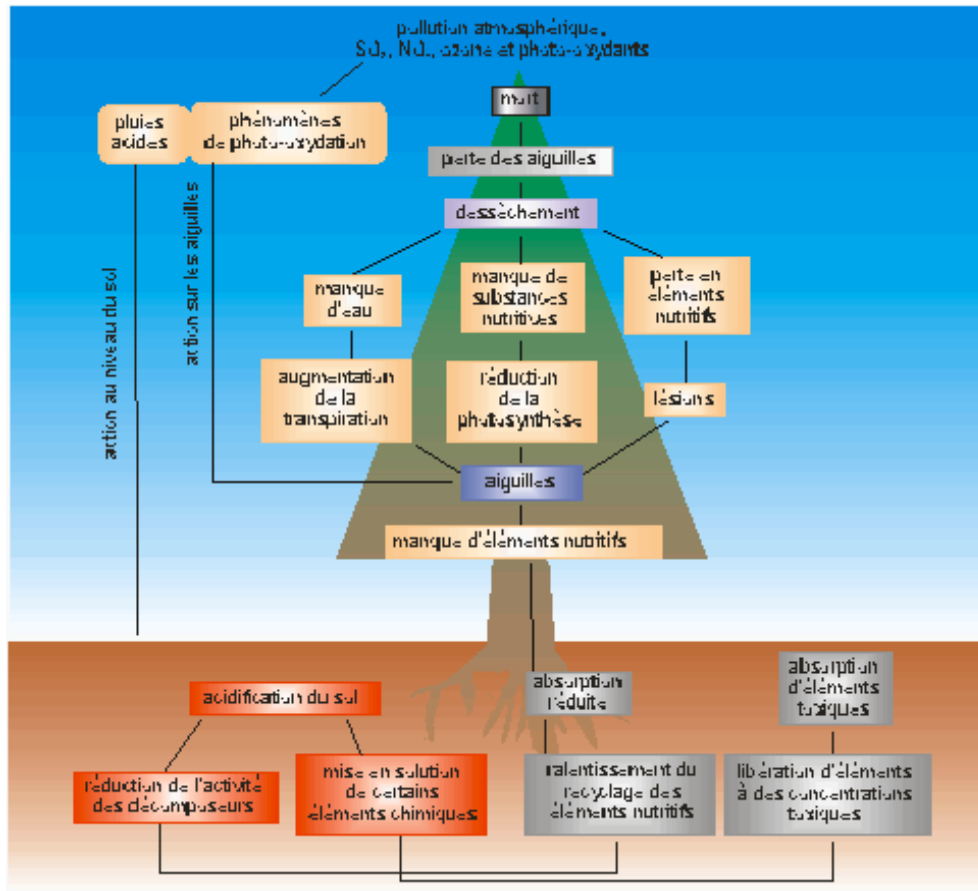 pollution atmosphérique,
SO₂, NOₓ, ozone et photo-oxydants
mort
pluies
acides
phénomènes
de photo-oxydation
perte des aiguilles
dessèchement
action au niveau du sol
action sur les aiguilles
manque
d'eau
manque de
substances
nutritives
perte en
éléments
nutritifs
augmentation
de la
transpiration
réduction
de la
photosynthèse
lésions
aiguilles
manque d'éléments nutritifs
acidification du sol
absorption
réduite
absorption
d'éléments
toxiques
réduction de l'activité
des décomposeurs
mise en solution
de certains
éléments chimiques
ralentissement du
recyclage des
éléments nutritifs
libération d'éléments
à des concentrations
toxiques